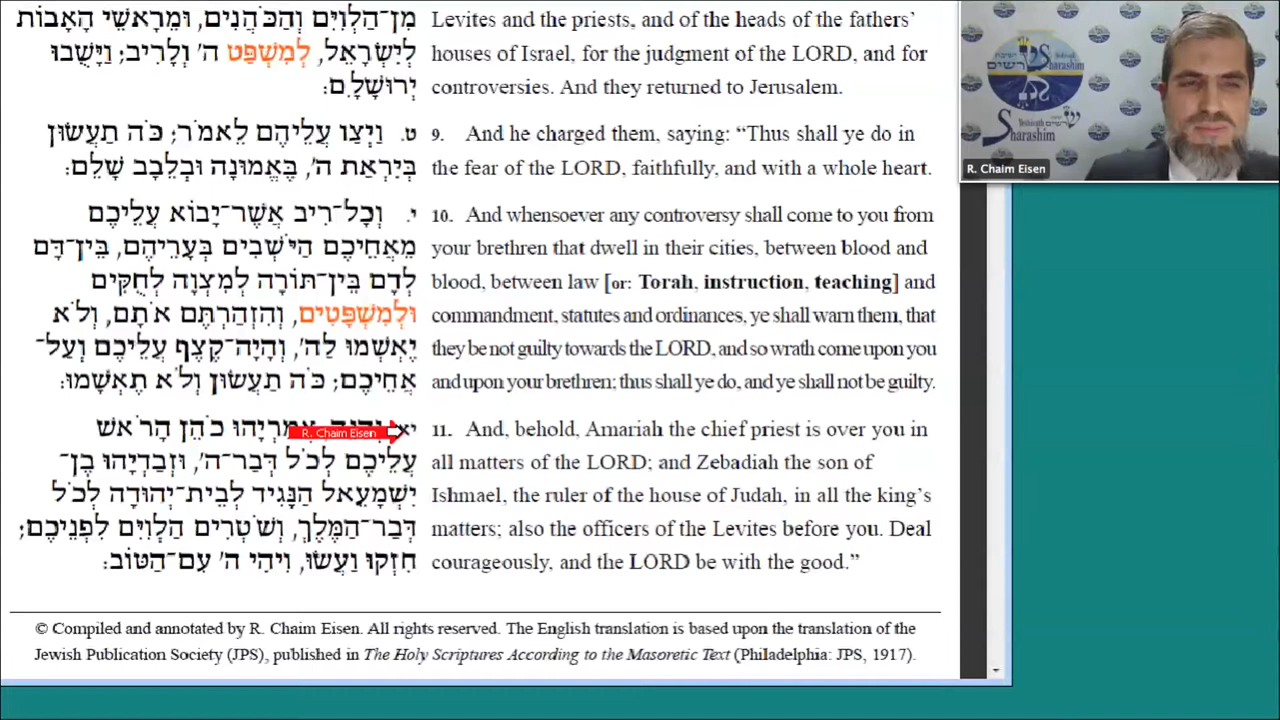 מִן־הַלְוִיִּם וְהַכֹּהֲנִים, וּמֵרָאשֵׁי הָאָבוֹת
לְיִשְׂרָאֵל, לְמִשְׁפַּט ה' וְלָרִיב; וַיָּשֻׁבוּ
יְרוּשָׁלִָם:
ט. וַיְצַו עֲלֵיהֶם לֵאמֹר; כֹּה תַעֲשׂוּן
בְּיִרְאַת ה', בֶּאֱמוּנָה וּבְלֵבָב שָׁלֵם:
י. וְכָל־רִיב אֲשֶׁר־יָבוֹא עֲלֵיכֶם
מֵאֲחֵיכֶם הַיֹּשְׁבִים בְּעָרֵיהֶם, בֵּין־דָּם
לְדָם בֵּין־תּוֹרָה לְמִצְוָה לְחֻקִּים
וּלְמִשְׁפָּטִים, וְהִזְהַרְתֶּם אֹתָם, וְלֹא
יֶאְשְׁמוּ לַה', וְהָיָה־קֶצֶף עֲלֵיכֶם וְעַל־
אֲחֵיכֶם; כֹּה תַעֲשׂוּן וְלֹא תֶאְשָׁמוּ:
אֲמַרְיָהוּ כֹהֵן הָרֹאשׁ
עֲלֵיכֶם לְכֹל דְּבַר־ה', וּזְבַדְיָהוּ בֶן־
יִשְׁמָעֵאל הַנָּגִיד לְבֵית־יְהוּדָה לְכֹל
דְּבַר־הַמֶּלֶךְ, וְשֹׁטְרִים הַלְוִיִּם לִפְנֵיכֶם;
חִזְקוּ וַעֲשׂוּ, וִיהִי ה' עִם־הַטּוֹב:
R. Chaim Eisen
Levites and the priests, and of the heads of the fathers’
houses of Israel, for the judgment of the LORD, and for
controversies. And they returned to Jerusalem.
9. And he charged them, saying: “Thus shall ye do in
the fear of the LORD, faithfully, and with a whole heart.
10. And whensoever any controversy shall come to you from
your brethren that dwell in their cities, between blood and
blood, between law [or: Torah, instruction, teaching] and
commandment, statutes and ordinances, ye shall warn them, that
they be not guilty towards the LORD, and so wrath come upon you
and upon your brethren; thus shall ye do, and ye shall not be guilty.
11. And, behold, Amariah the chief priest is over you in
all matters of the LORD; and Zebadiah the son of
Ishmael, the ruler of the house of Judah, in all the king’s
matters; also the officers of the Levites before you. Deal
courageously, and the LORD be with the good.”
© Compiled and annotated by R. Chaim Eisen. All rights reserved. The English translation is based upon the translation of the
Jewish Publication Society (JPS), published in The Holy Scriptures According to the Masoretic Text (Philadelphia: JPS, 1917).
Sharashim
Yeshivath
Sharashim
R. Chaim Eisen